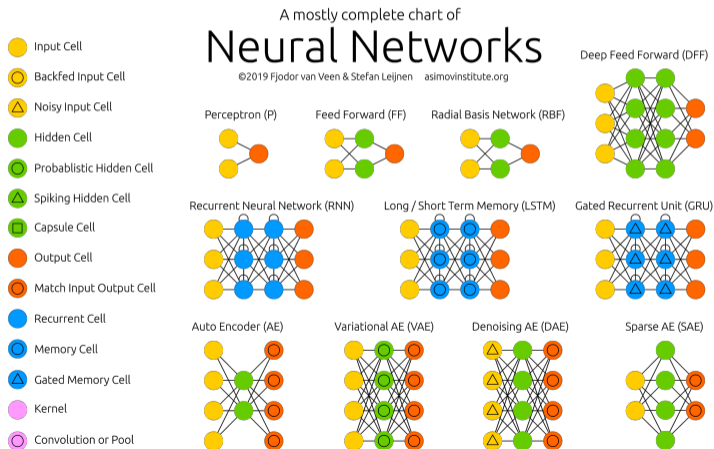 A mostly complete chart of
Neural Networks
©2019 Fjodor van Veen & Stefan Leijnen asimovinstitute.org
Input Cell
Backfed Input Cell
Noisy Input Cell
Hidden Cell
Probablistic Hidden Cell
Spiking Hidden Cell
Capsule Cell
Output Cell
Match Input Output Cell
Recurrent Cell
Memory Cell
Gated Memory Cell
Kernel
Convolution or Pool
Deep Feed Forward (DFF)
Perceptron (P)
Feed Forward (FF)
Radial Basis Network (RBF)
Recurrent Neural Network (RNN)
Long / Short Term Memory (LSTM)
Gated Recurrent Unit (GRU)
Auto Encoder (AE)
Variational AE (VAE)
Denoising AE (DAE)
Sparse AE (SAE)